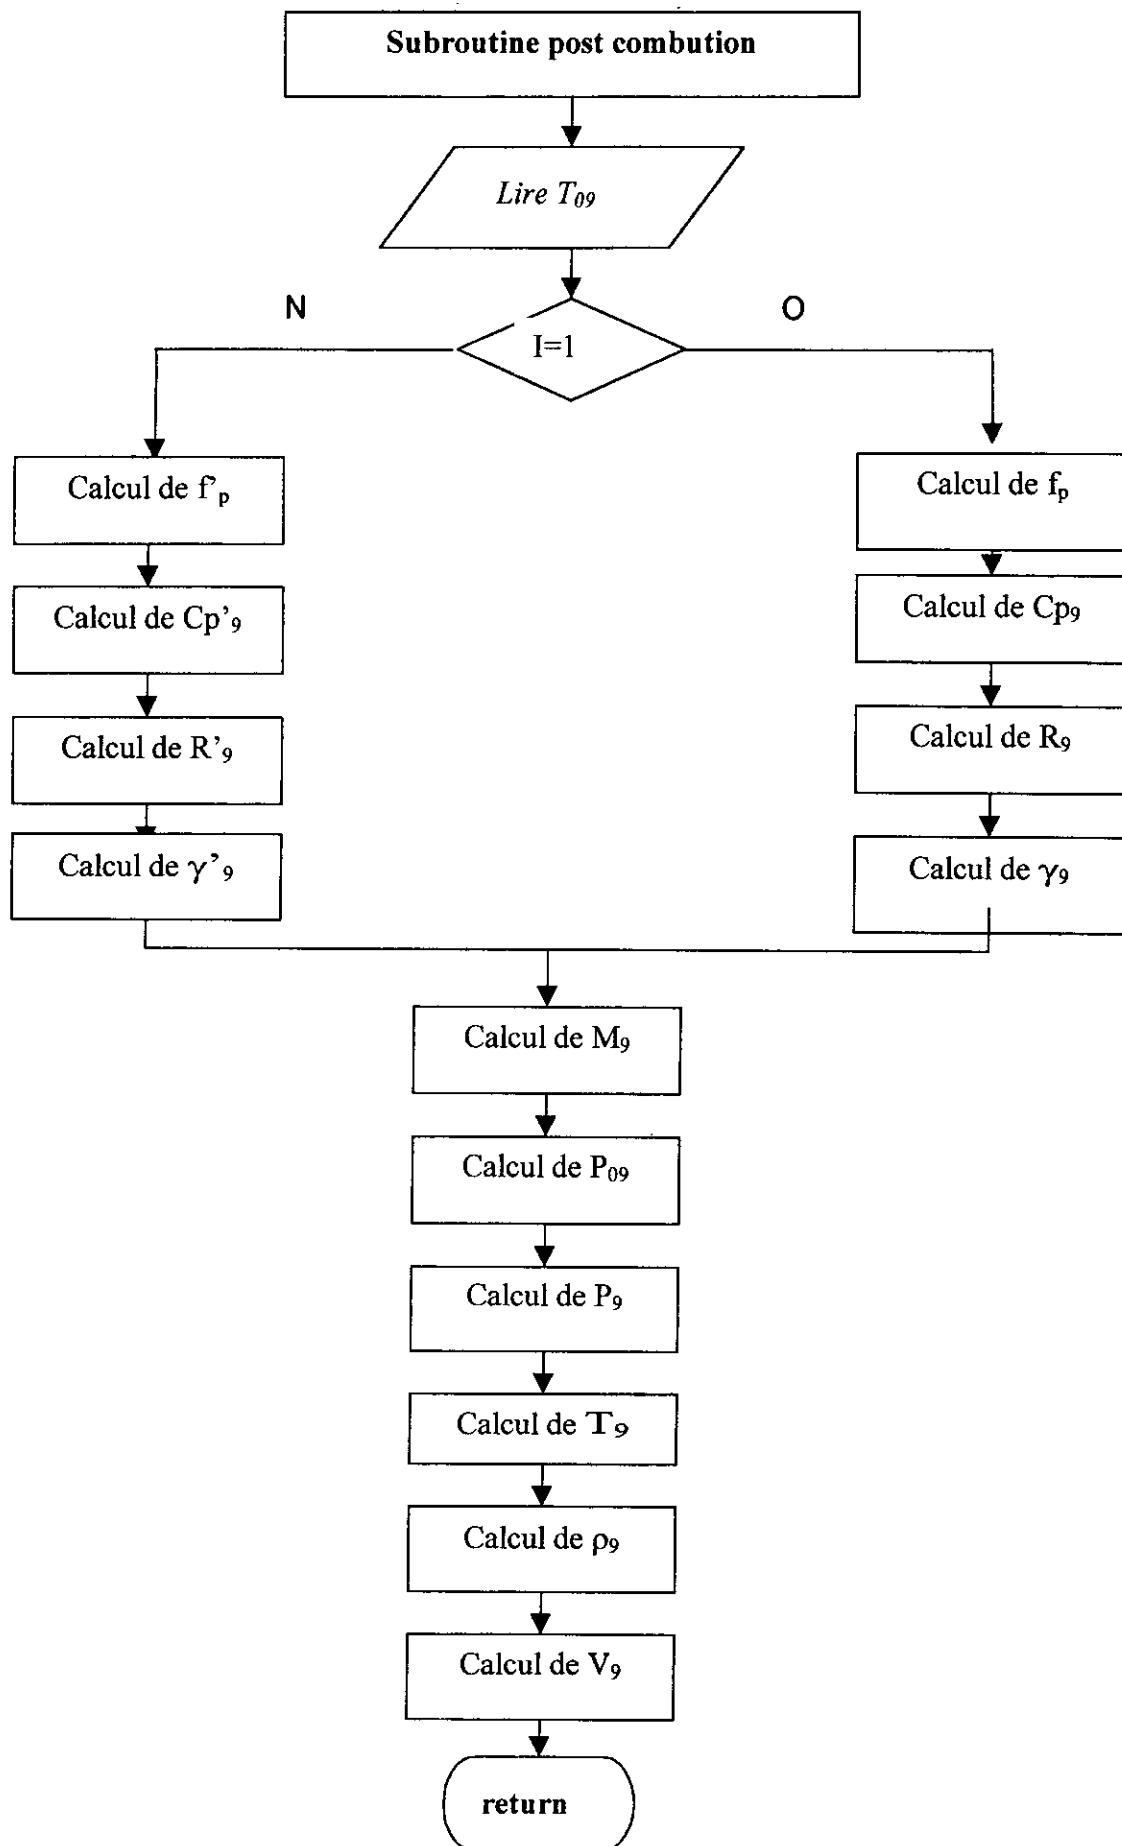 Subroutine post combution
Lire T₀₉
N
O
I=1
Calcul de f'ₚ
Calcul de Cp'₉
Calcul de R'₉
Calcul de γ'₉
Calcul de fₚ
Calcul de Cp₉
Calcul de R₉
Calcul de γ₉
Calcul de M₉
Calcul de P₀₉
Calcul de P₉
Calcul de T₉
Calcul de ρ₉
Calcul de V₉
return